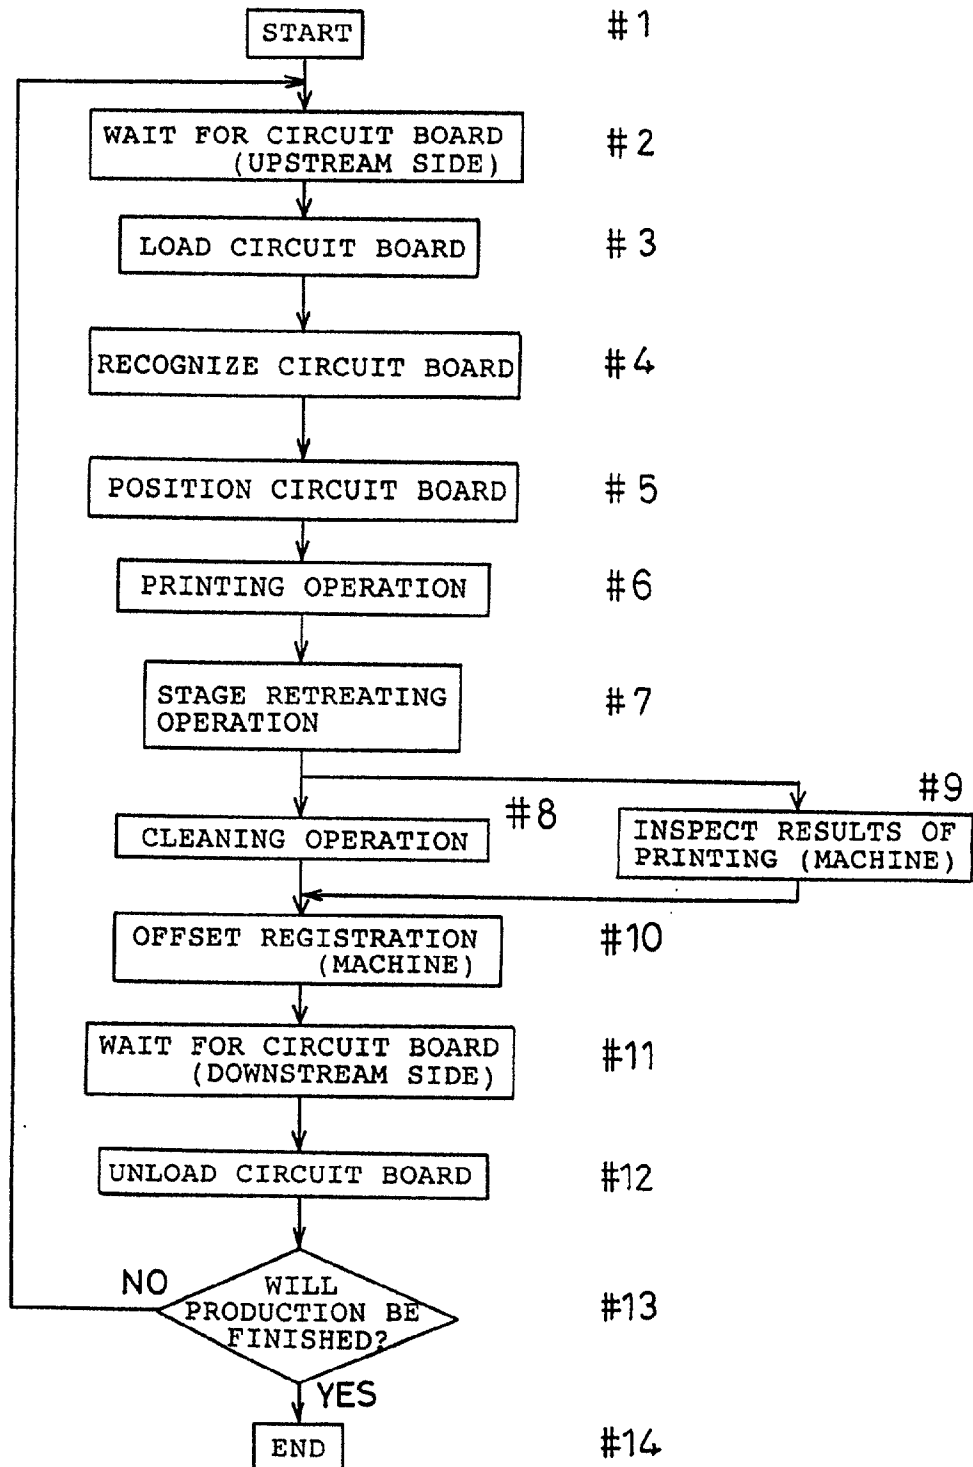 START
#1
WAIT FOR CIRCUIT BOARD
(UPSTREAM SIDE)
#2
LOAD CIRCUIT BOARD
#3
RECOGNIZE CIRCUIT BOARD
#4
POSITION CIRCUIT BOARD
#5
PRINTING OPERATION
#6
STAGE RETREATING
OPERATION
#7
CLEANING OPERATION
#8
#9
INSPECT RESULTS OF
PRINTING (MACHINE)
OFFSET REGISTRATION
(MACHINE)
#10
WAIT FOR CIRCUIT BOARD
(DOWNSTREAM SIDE)
#11
UNLOAD CIRCUIT BOARD
#12
NO
WILL
PRODUCTION BE
FINISHED?
#13
YES
END
#14